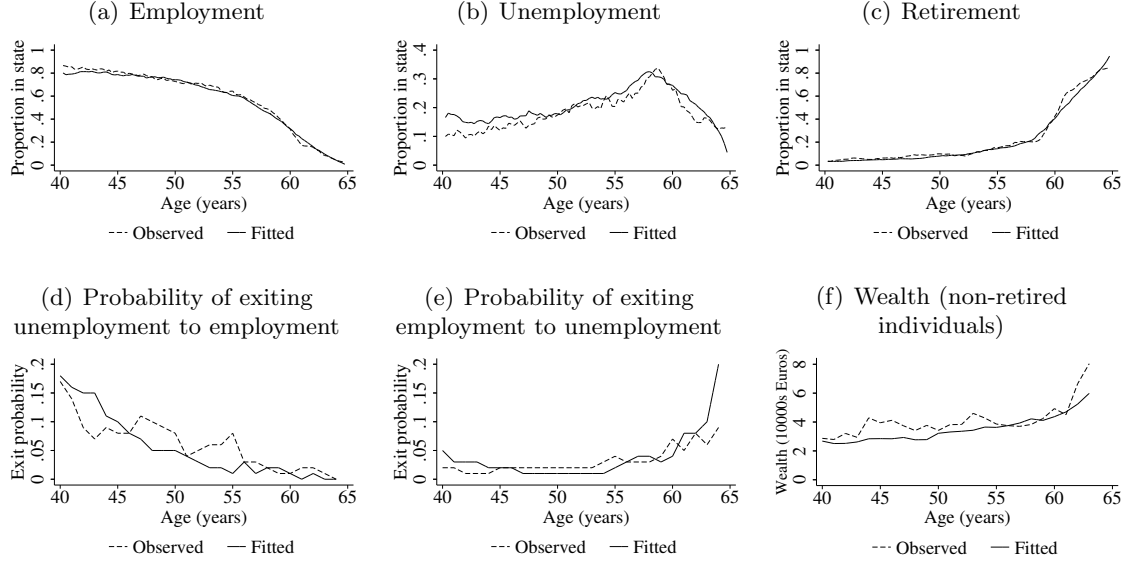 (a) Employment
Proportion in state
0 .2 .4 .6 .8 1
40 45 50 55 60 65
Age (years)
Observed Fitted
(b) Unemployment
Proportion in state
0 .1 .2 .3 .4
40 45 50 55 60 65
Age (years)
Observed Fitted
(c) Retirement
Proportion in state
0 .2 .4 .6 .8 1
40 45 50 55 60 65
Age (years)
Observed Fitted
(d) Probability of exiting
unemployment to employment
Exit probability
0 .05 .1 .15 .2
40 45 50 55 60 65
Age (years)
Observed Fitted
(e) Probability of exiting
employment to unemployment
Exit probability
0 .05 .1 .15 .2
40 45 50 55 60 65
Age (years)
Observed Fitted
(f) Wealth (non-retired
individuals)
Wealth (10000s Euros)
0 2 4 6 8
40 45 50 55 60 65
Age (years)
Observed Fitted